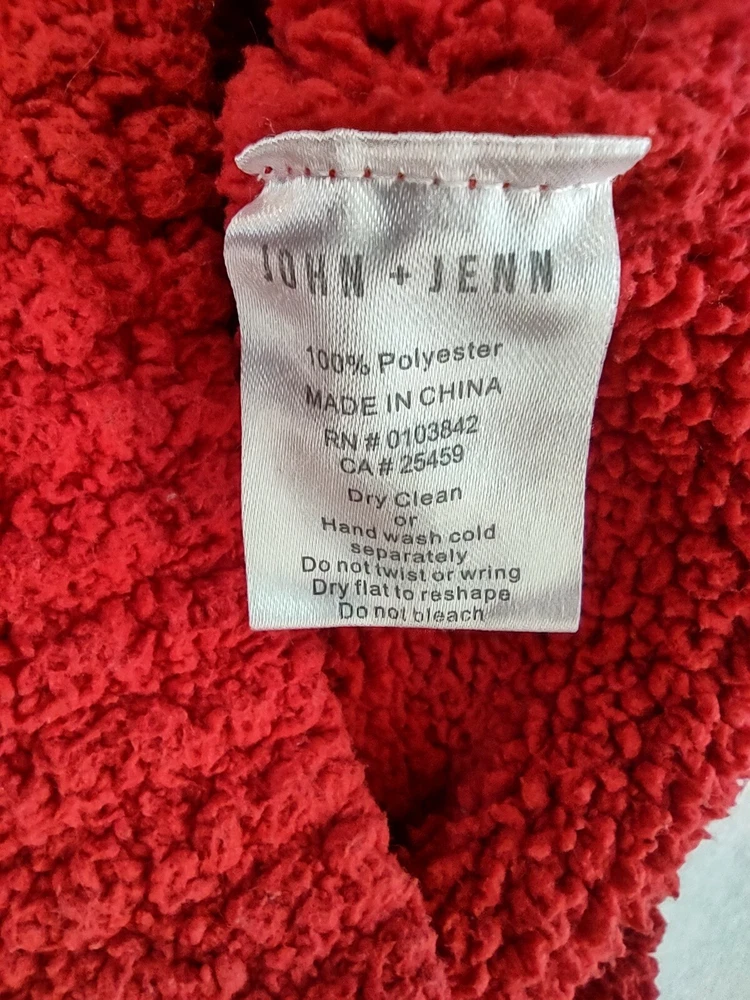 JOHN + JENN
100% Polyester
MADE IN CHINA
RN # 0103842
CA # 25459
Dry Clean
or
Hand wash cold
separately
Do not twist or wring
Dry flat to reshape
Do not bleach